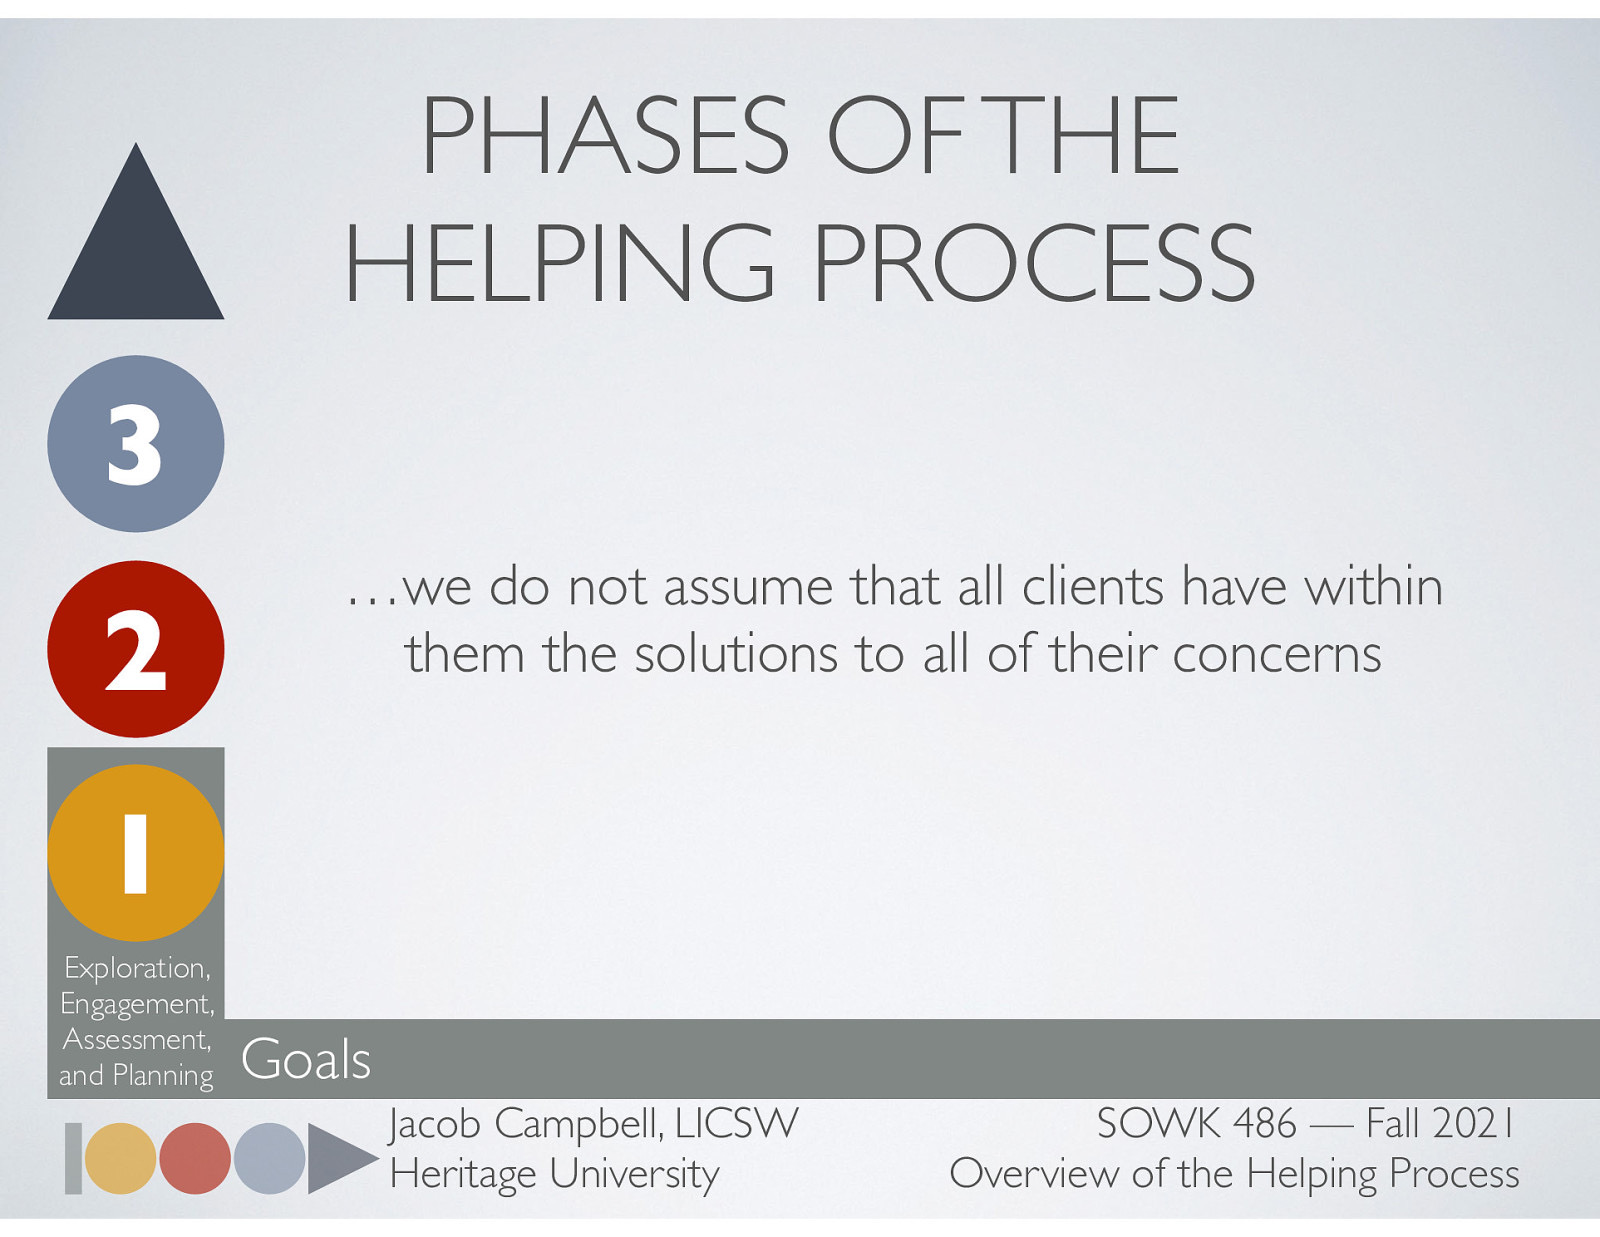 PHASES OF THE
HELPING PROCESS
3
2
1
…we do not assume that all clients have within
them the solutions to all of their concerns
Exploration,
Engagement,
Assessment,
and Planning
Goals
Jacob Campbell, LICSW
Heritage University
SOWK 486 — Fall 2021
Overview of the Helping Process